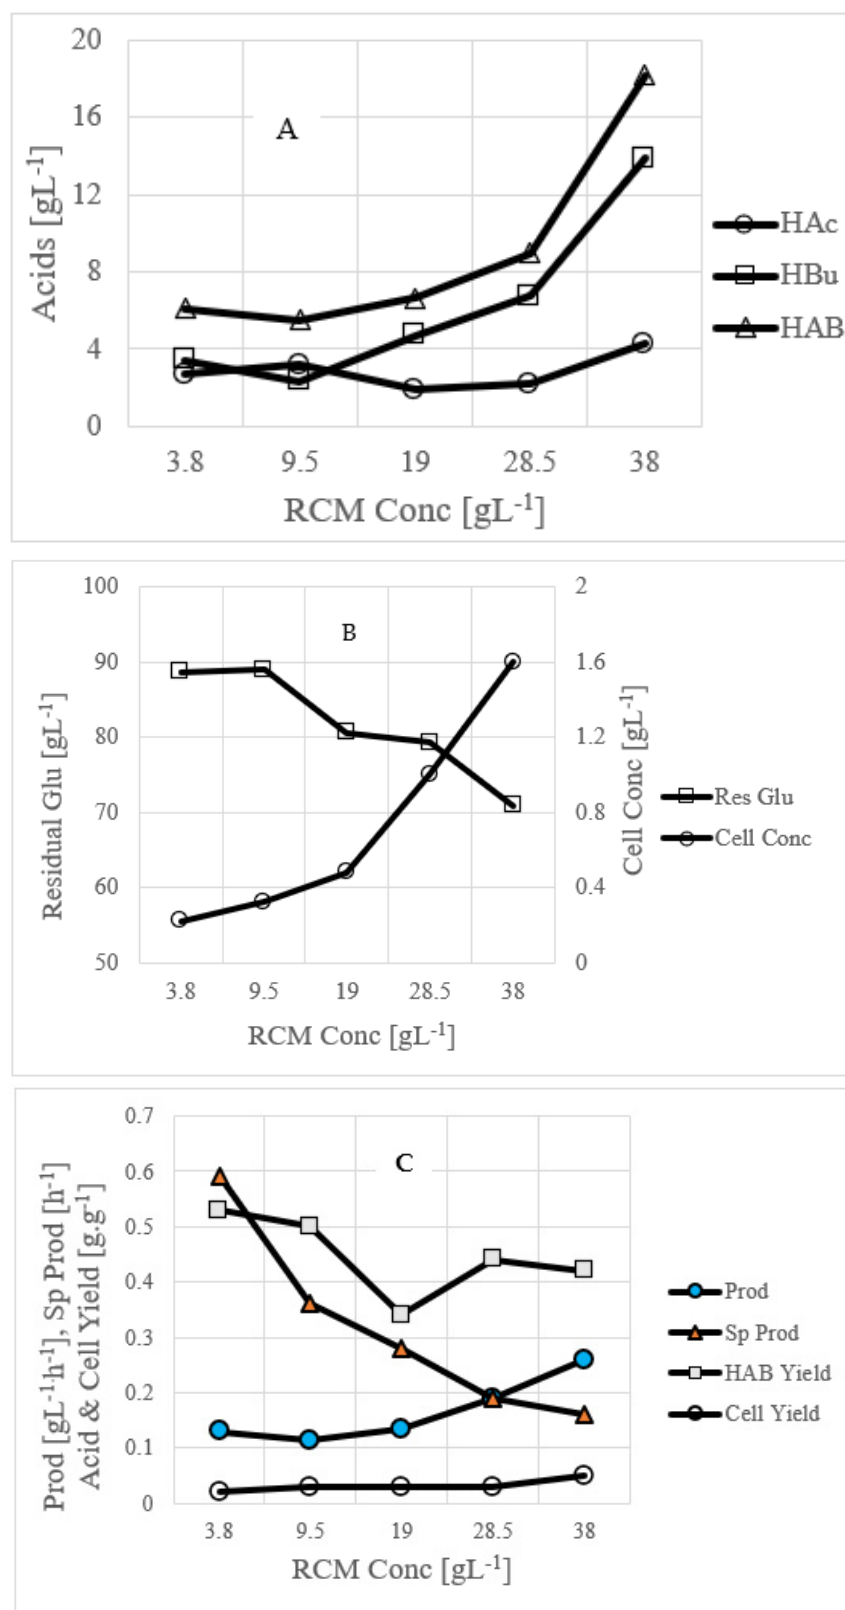 20
16
12
8
4
0
Acids [gL⁻¹]
A
3.8 9.5 19 28.5 38
RCM Conc [gL⁻¹]
HAc
HBu
HAB
100
90
80
70
60
50
Residual Glu [gL⁻¹]
B
2
1.6
1.2
0.8
0.4
0
Cell Conc [gL⁻¹]
3.8 9.5 19 28.5 38
RCM Conc [gL⁻¹]
Res Glu
Cell Conc
0.7
0.6
0.5
0.4
0.3
0.2
0.1
0
Prod [gL⁻¹·h⁻¹], Sp Prod [h⁻¹]
Acid & Cell Yield [g.g⁻¹]
C
3.8 9.5 19 28.5 38
RCM Conc [gL⁻¹]
Prod
Sp Prod
HAB Yield
Cell Yield